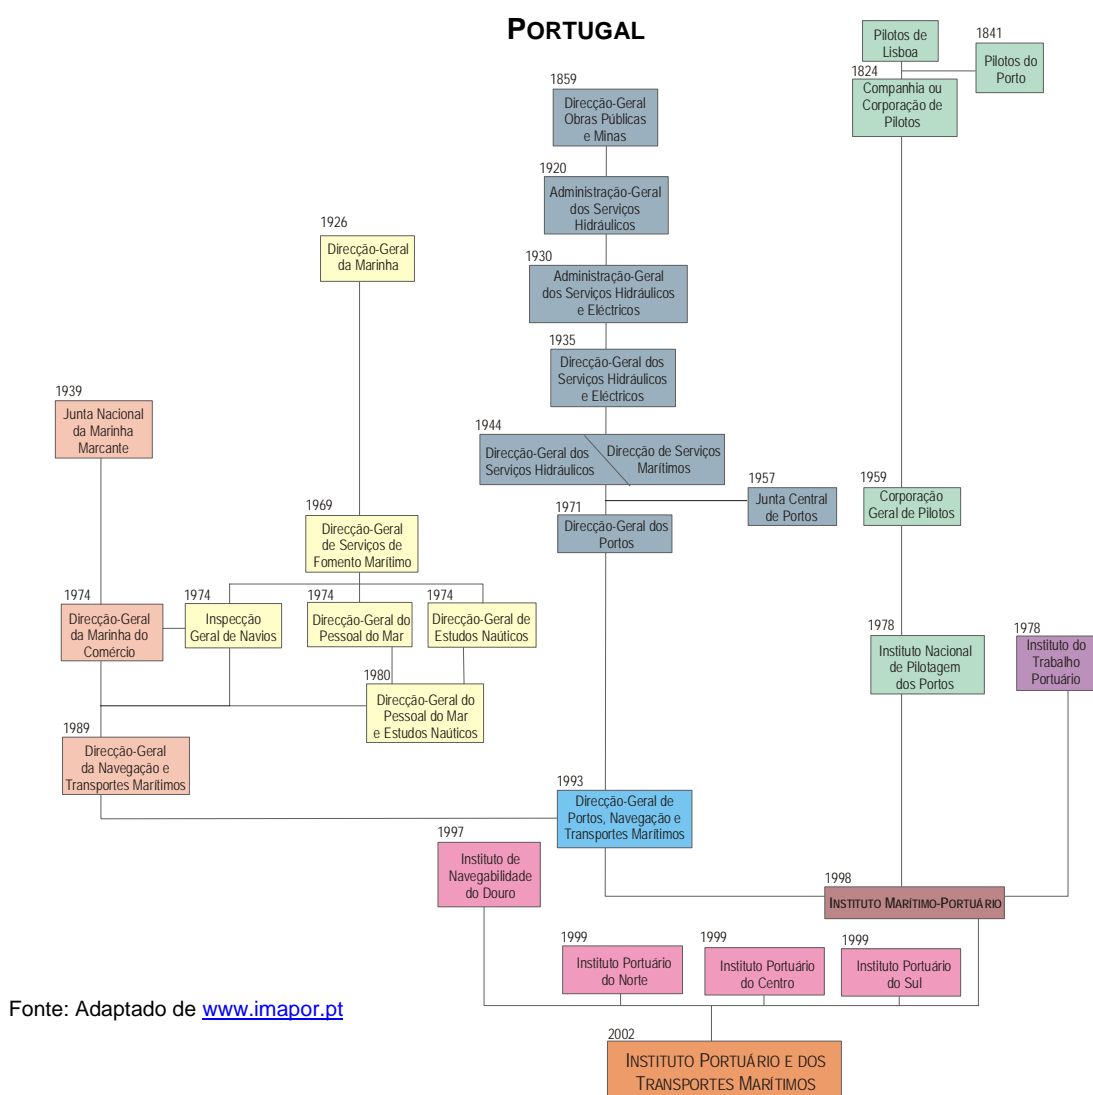 PORTUGAL
Pilotos de
Lisboa
1841
Pilotos do
Porto
1824
Companhia ou
Corporação de
Pilotos
1859
Direcção-Geral
Obras Públicas
e Minas
1920
Administração-Geral
dos Serviços
Hidráulicos
1926
Direcção-Geral
da Marinha
1930
Administração-Geral
dos Serviços Hidráulicos
e Eléctricos
1935
Direcção-Geral dos
Serviços Hidráulicos
e Eléctricos
1939
Junta Nacional
da Marinha
Marcante
1944
Direcção-Geral dos
Serviços Hidráulicos
Direcção de Serviços
Marítimos
1957
Junta Central
de Portos
1959
Corporação
Geral de Pilotos
1969
Direcção-Geral
de Serviços de
Fomento Marítimo
1971
Direcção-Geral dos
Portos
1974
Direcção-Geral
da Marinha do
Comércio
1974
Inspecção
Geral de Navios
1974
Direcção-Geral do
Pessoal do Mar
1974
Direcção-Geral de
Estudos Naúticos
1978
Instituto Nacional
de Pilotagem
dos Portos
1978
Instituto do
Trabalho
Portuário
1980
Direcção-Geral do
Pessoal do Mar
e Estudos Naúticos
1989
Direcção-Geral
da Navegação e
Transportes Marítimos
1993
Direcção-Geral de
Portos, Navegação e
Transportes Marítimos
1997
Instituto de
Navegabilidade
do Douro
1998
INSTITUTO MARÍTIMO-PORTUÁRIO
1999
Instituto Portuário
do Norte
1999
Instituto Portuário
do Centro
1999
Instituto Portuário
do Sul
Fonte: Adaptado de www.imapor.pt
2002
INSTITUTO PORTUÁRIO E DOS
TRANSPORTES MARÍTIMOS